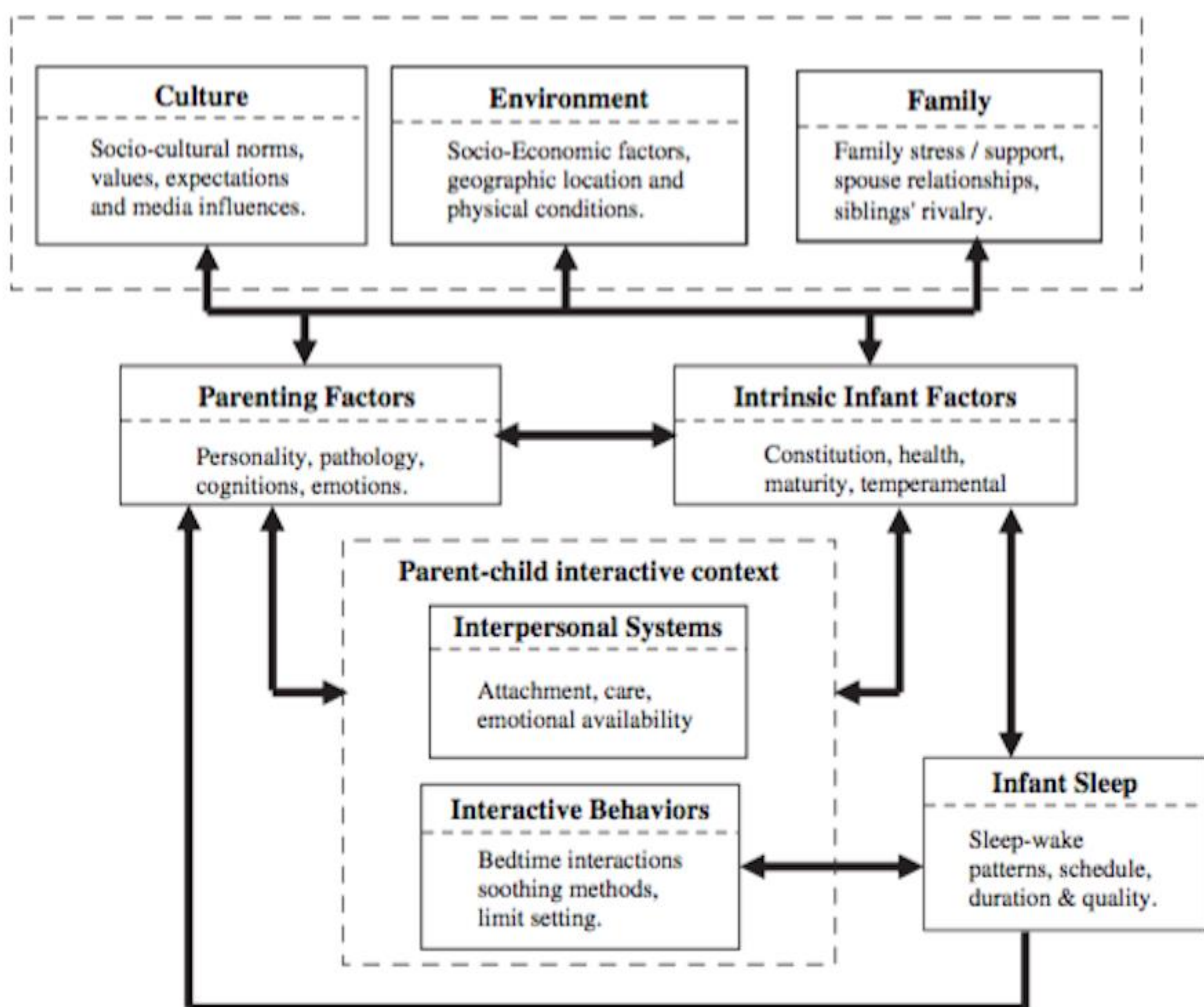 Culture
Socio-cultural norms,
values, expectations
and media influences.
Environment
Socio-Economic factors,
geographic location and
physical conditions.
Family
Family stress / support,
spouse relationships,
siblings' rivalry.
Parenting Factors
Personality, pathology,
cognitions, emotions.
Intrinsic Infant Factors
Constitution, health,
maturity, temperamental
Parent-child interactive context
Interpersonal Systems
Attachment, care,
emotional availability
Interactive Behaviors
Bedtime interactions
soothing methods,
limit setting.
Infant Sleep
Sleep-wake
patterns, schedule,
duration & quality.